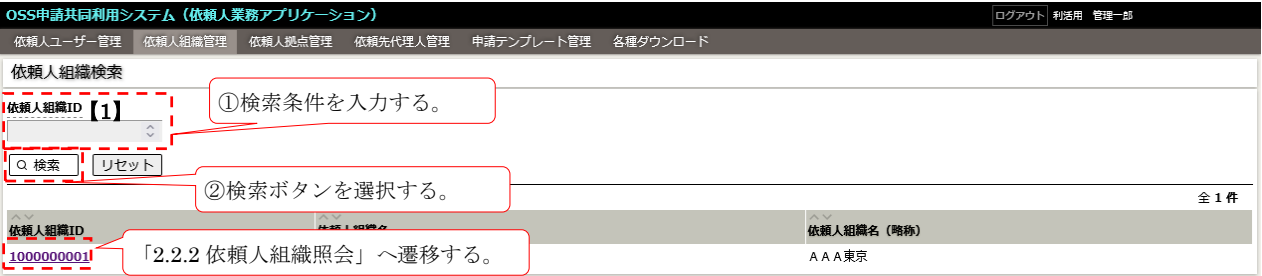 OSS申請共同利用システム（依頼人業務アプリケーション）
ログアウト 利活用 管理一郎
依頼人ユーザー管理 依頼人組織管理 依頼人拠点管理 依頼先代理人管理 申請テンプレート管理 各種ダウンロード
依頼人組織検索
①検索条件を入力する。
依頼人組織ID【1】
検索 リセット
②検索ボタンを選択する。
全 1 件
依頼人組織ID 依頼人組織名 依頼人組織名（略称）
1000000001 「2.2.2 依頼人組織照会」へ遷移する。 ＡＡＡ東京